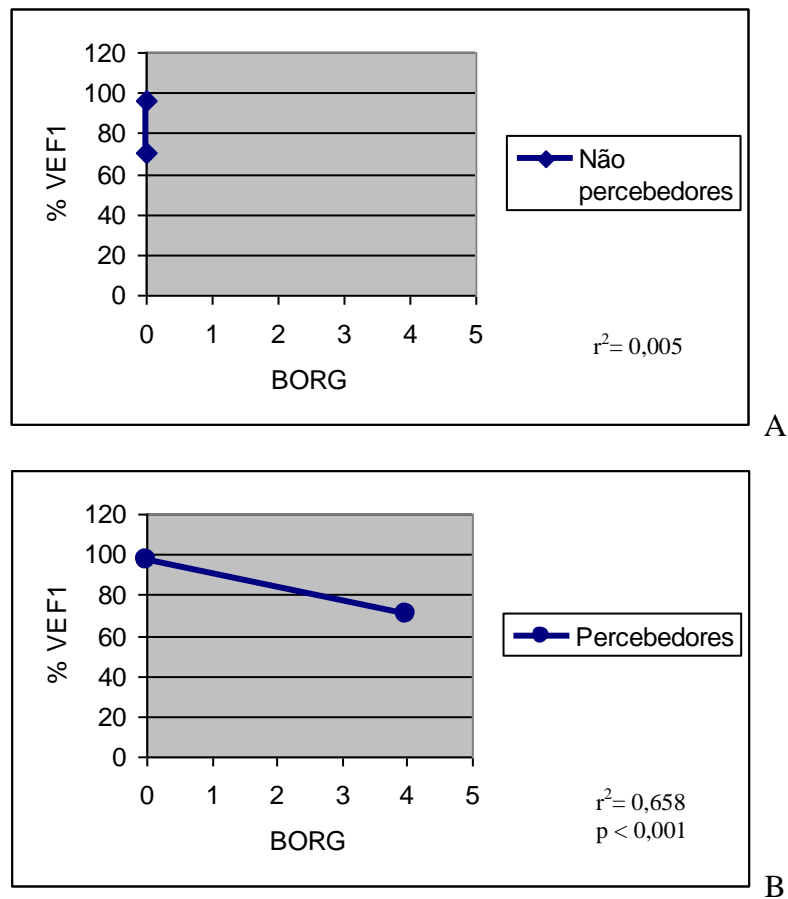 120
100
80
60
40
20
0
% VEF1
0 1 2 3 4 5
BORG
Não
percebedores
r²= 0,005
A
120
100
80
60
40
20
0
% VEF1
0 1 2 3 4 5
BORG
Percebedores
r²= 0,658
p < 0,001
B